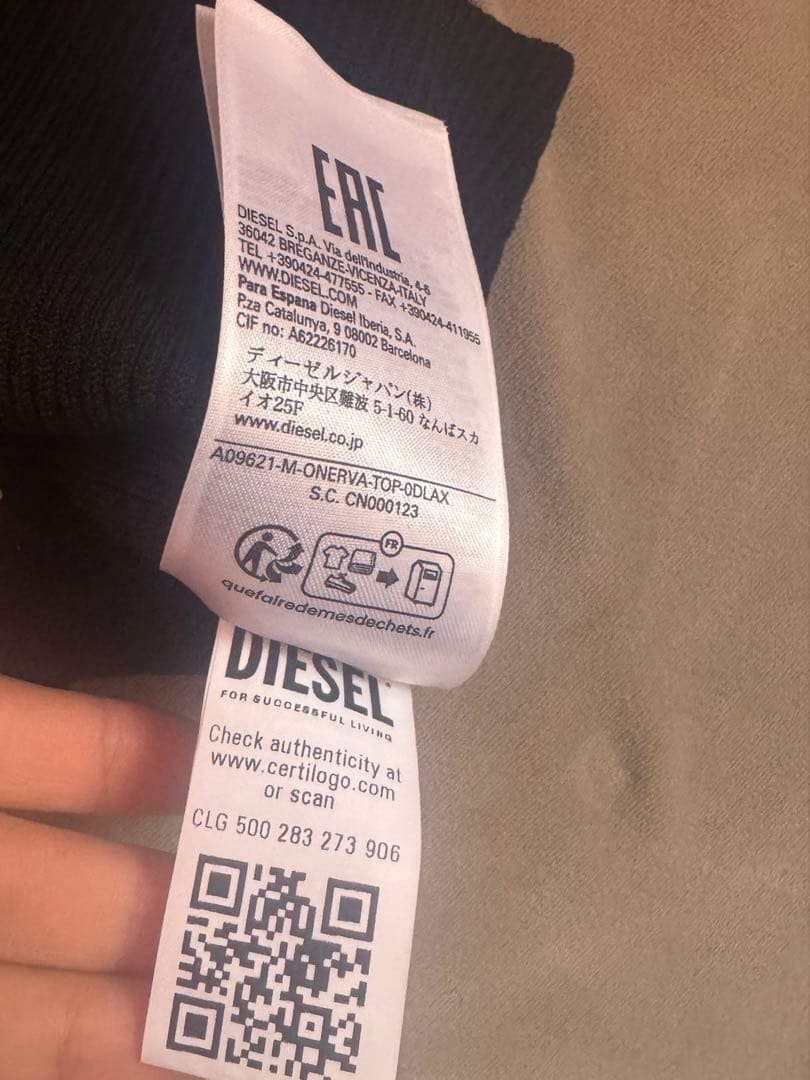 EAC
DIESEL S.p.A. Via dell'Industria, 4-6
36042 BREGANZE-VICENZA-ITALY
TEL +390424-477555 - FAX +390424-411955
WWW.DIESEL.COM
Para Espana Diesel Iberia, S.A.
P.za Catalunya, 9 08002 Barcelona
CIF no: A62226170
ディーゼルジャパン(株)
大阪市中央区難波 5-1-60 なんばスカ
イオ25F
www.diesel.co.jp
A09621-M-ONERVA-TOP-0DLAX
S.C. CN000123
FR
quefairedemesdechets.fr
DIESEL
FOR SUCCESSFUL LIVING
Check authenticity at
www.certilogo.com
or scan
CLG 500 283 273 906